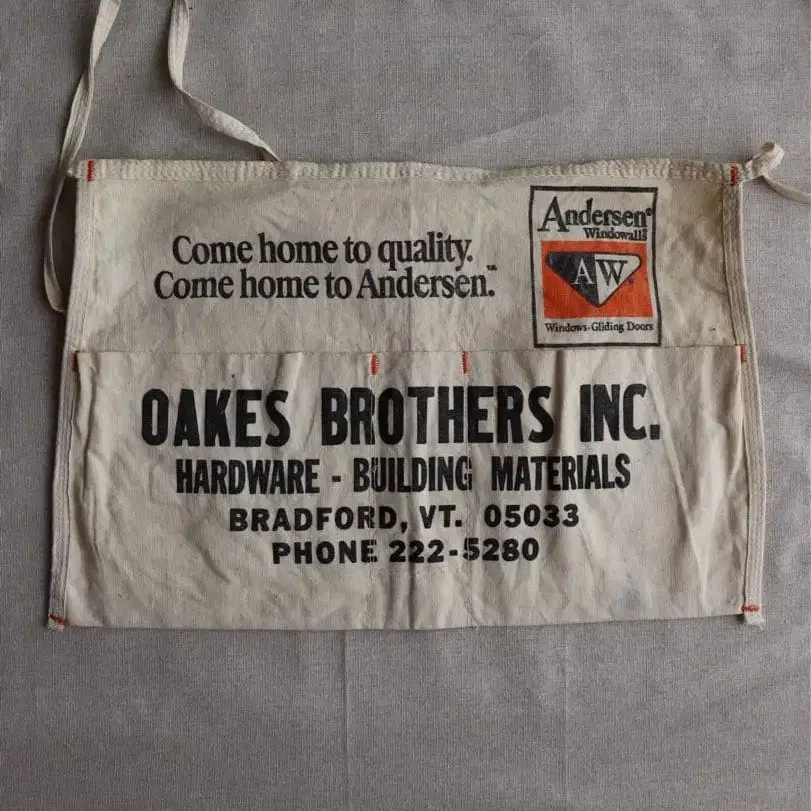 Come home to quality.
Come home to Andersen.™
Andersen®
Windowalls®
AW®
Windows-Gliding Doors
OAKES BROTHERS INC.
HARDWARE - BUILDING MATERIALS
BRADFORD, VT. 05033
PHONE 222-5280